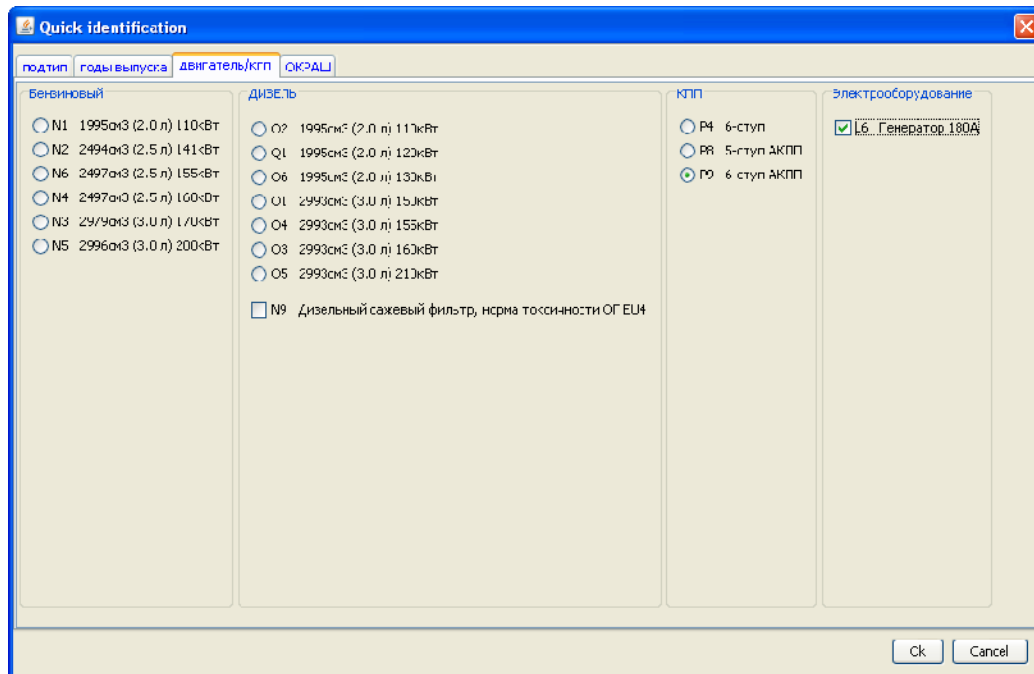 Quick identification
подтип годы выпуска двигатель/кпп ОКРАШ
Бензиновый
N1 1995см3 (2.0 л) 110кВт
N2 2494см3 (2.5 л) 141кВт
N6 2497см3 (2.5 л) 155кВт
N4 2497см3 (2.5 л) 160кВт
N3 2979см3 (3.0 л) 170кВт
N5 2996см3 (3.0 л) 200кВт
ДИЗЕЛЬ
O2 1995см3 (2.0 л) 110кВт
Q1 1995см3 (2.0 л) 120кВт
O6 1995см3 (2.0 л) 130кВт
O1 2993см3 (3.0 л) 150кВт
O4 2993см3 (3.0 л) 155кВт
O3 2993см3 (3.0 л) 160кВт
O5 2993см3 (3.0 л) 210кВт
N9 Дизельный сажевый фильтр, норма токсичности ОГ EU4
КПП
P4 6-ступ
P8 5-ступ АКПП
P9 6-ступ АКПП
Электрооборудование
L6 Генератор 180А
Ok Cancel